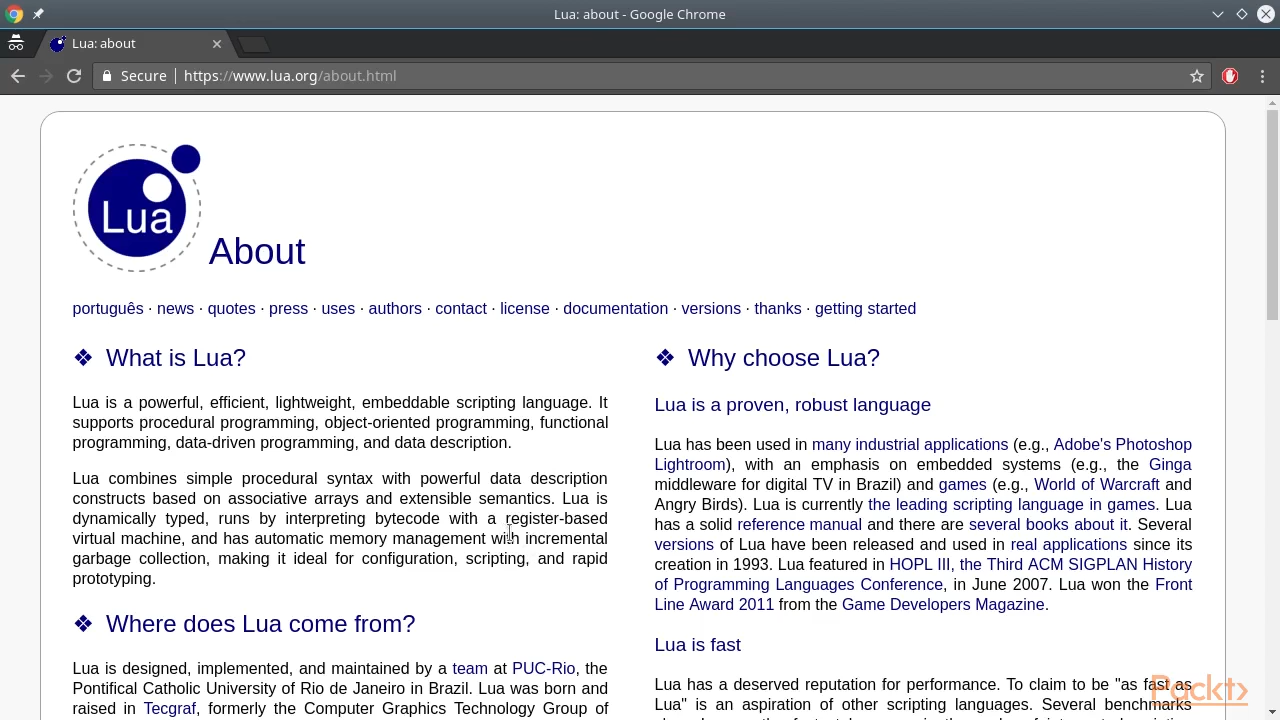 Lua: about - Google Chrome
Lua: about
Secure https://www.lua.org/about.html
Lua
About
português · news · quotes · press · uses · authors · contact · license · documentation · versions · thanks · getting started
❖ What is Lua?
Lua is a powerful, efficient, lightweight, embeddable scripting language. It
supports procedural programming, object-oriented programming, functional
programming, data-driven programming, and data description.
Lua combines simple procedural syntax with powerful data description
constructs based on associative arrays and extensible semantics. Lua is
dynamically typed, runs by interpreting bytecode with a register-based
virtual machine, and has automatic memory management with incremental
garbage collection, making it ideal for configuration, scripting, and rapid
prototyping.
❖ Where does Lua come from?
Lua is designed, implemented, and maintained by a team at PUC-Rio, the
Pontifical Catholic University of Rio de Janeiro in Brazil. Lua was born and
raised in Tecgraf, formerly the Computer Graphics Technology Group of
❖ Why choose Lua?
Lua is a proven, robust language
Lua has been used in many industrial applications (e.g., Adobe's Photoshop
Lightroom), with an emphasis on embedded systems (e.g., the Ginga
middleware for digital TV in Brazil) and games (e.g., World of Warcraft and
Angry Birds). Lua is currently the leading scripting language in games. Lua
has a solid reference manual and there are several books about it. Several
versions of Lua have been released and used in real applications since its
creation in 1993. Lua featured in HOPL III, the Third ACM SIGPLAN History
of Programming Languages Conference, in June 2007. Lua won the Front
Line Award 2011 from the Game Developers Magazine.
Lua is fast
Lua has a deserved reputation for performance. To claim to be "as fast as
Lua" is an aspiration of other scripting languages. Several benchmarks
Packt>